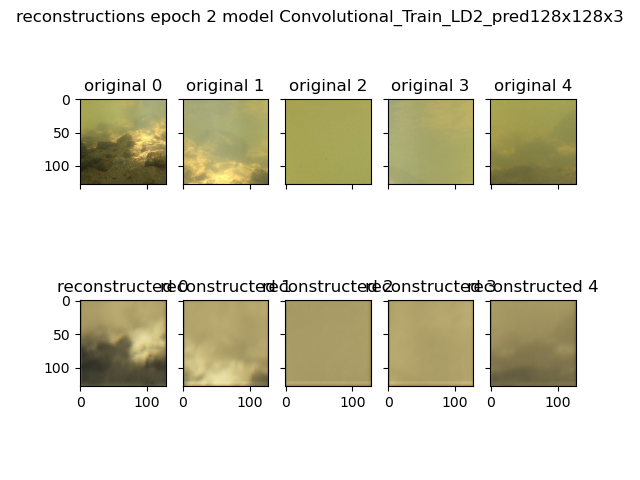 reconstructions epoch 2 model Convolutional_Train_LD2_pred128x128x3
original 0 original 1 original 2 original 3 original 4
0
50
100
reconstructed 0 reconstructed 1 reconstructed 2 reconstructed 3 reconstructed 4
0
50
100
0 100 0 100 0 100 0 100 0 100